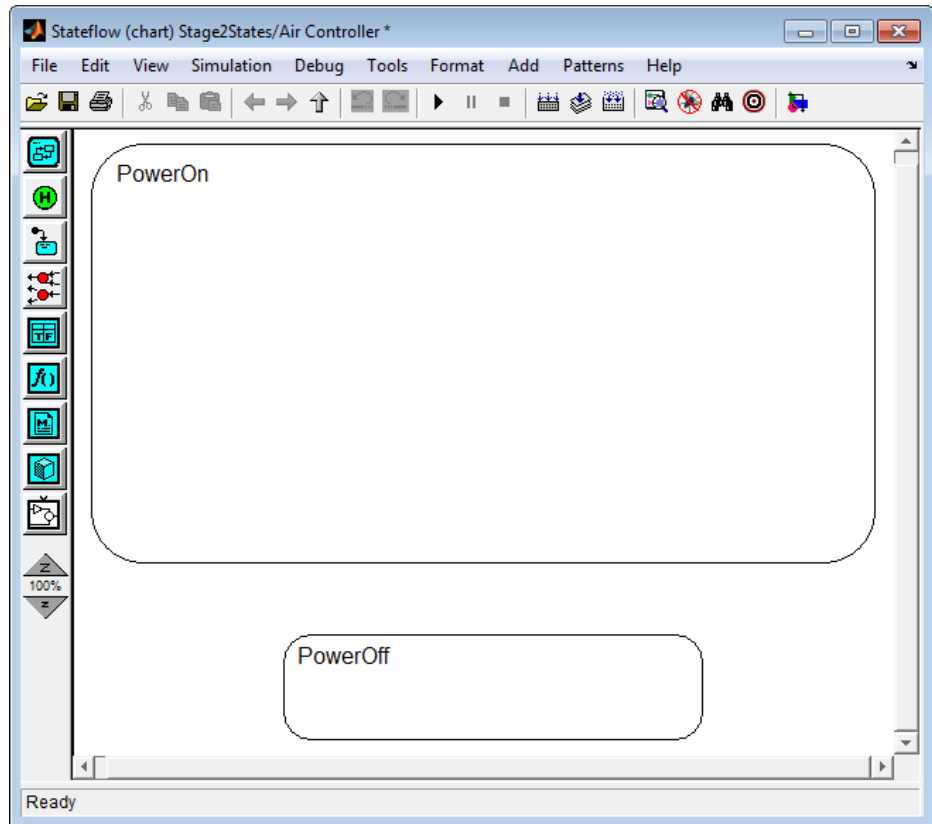 Stateflow (chart) Stage2States/Air Controller *
File Edit View Simulation Debug Tools Format Add Patterns Help
PowerOn
H
T F
f()
M
Z
100%
z
PowerOff
Ready